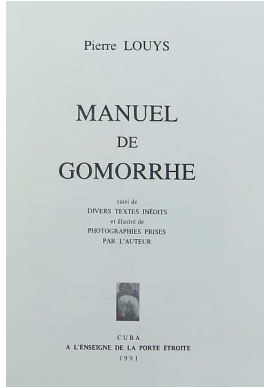 Pierre LOUYS
MANUEL
DE
GOMORRHE
suivi de
DIVERS TEXTES INÉDITS
et illustré de
PHOTOGRAPHIES PRISES
PAR L'AUTEUR
CUBA
A L'ENSEIGNE DE LA PORTE ÉTROITE
1991